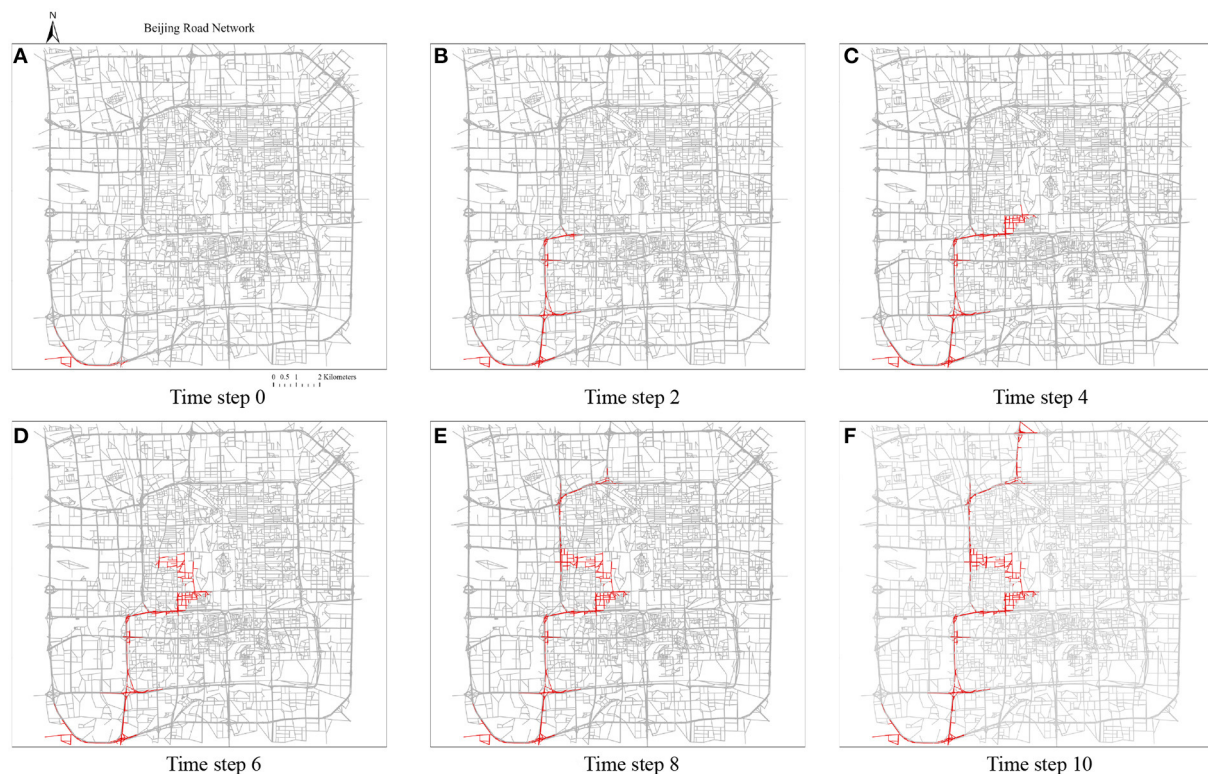 N
Beijing Road Network
A
B
C
0 0.5 1 2 Kilometers
Time step 0
Time step 2
Time step 4
D
E
F
Time step 6
Time step 8
Time step 10